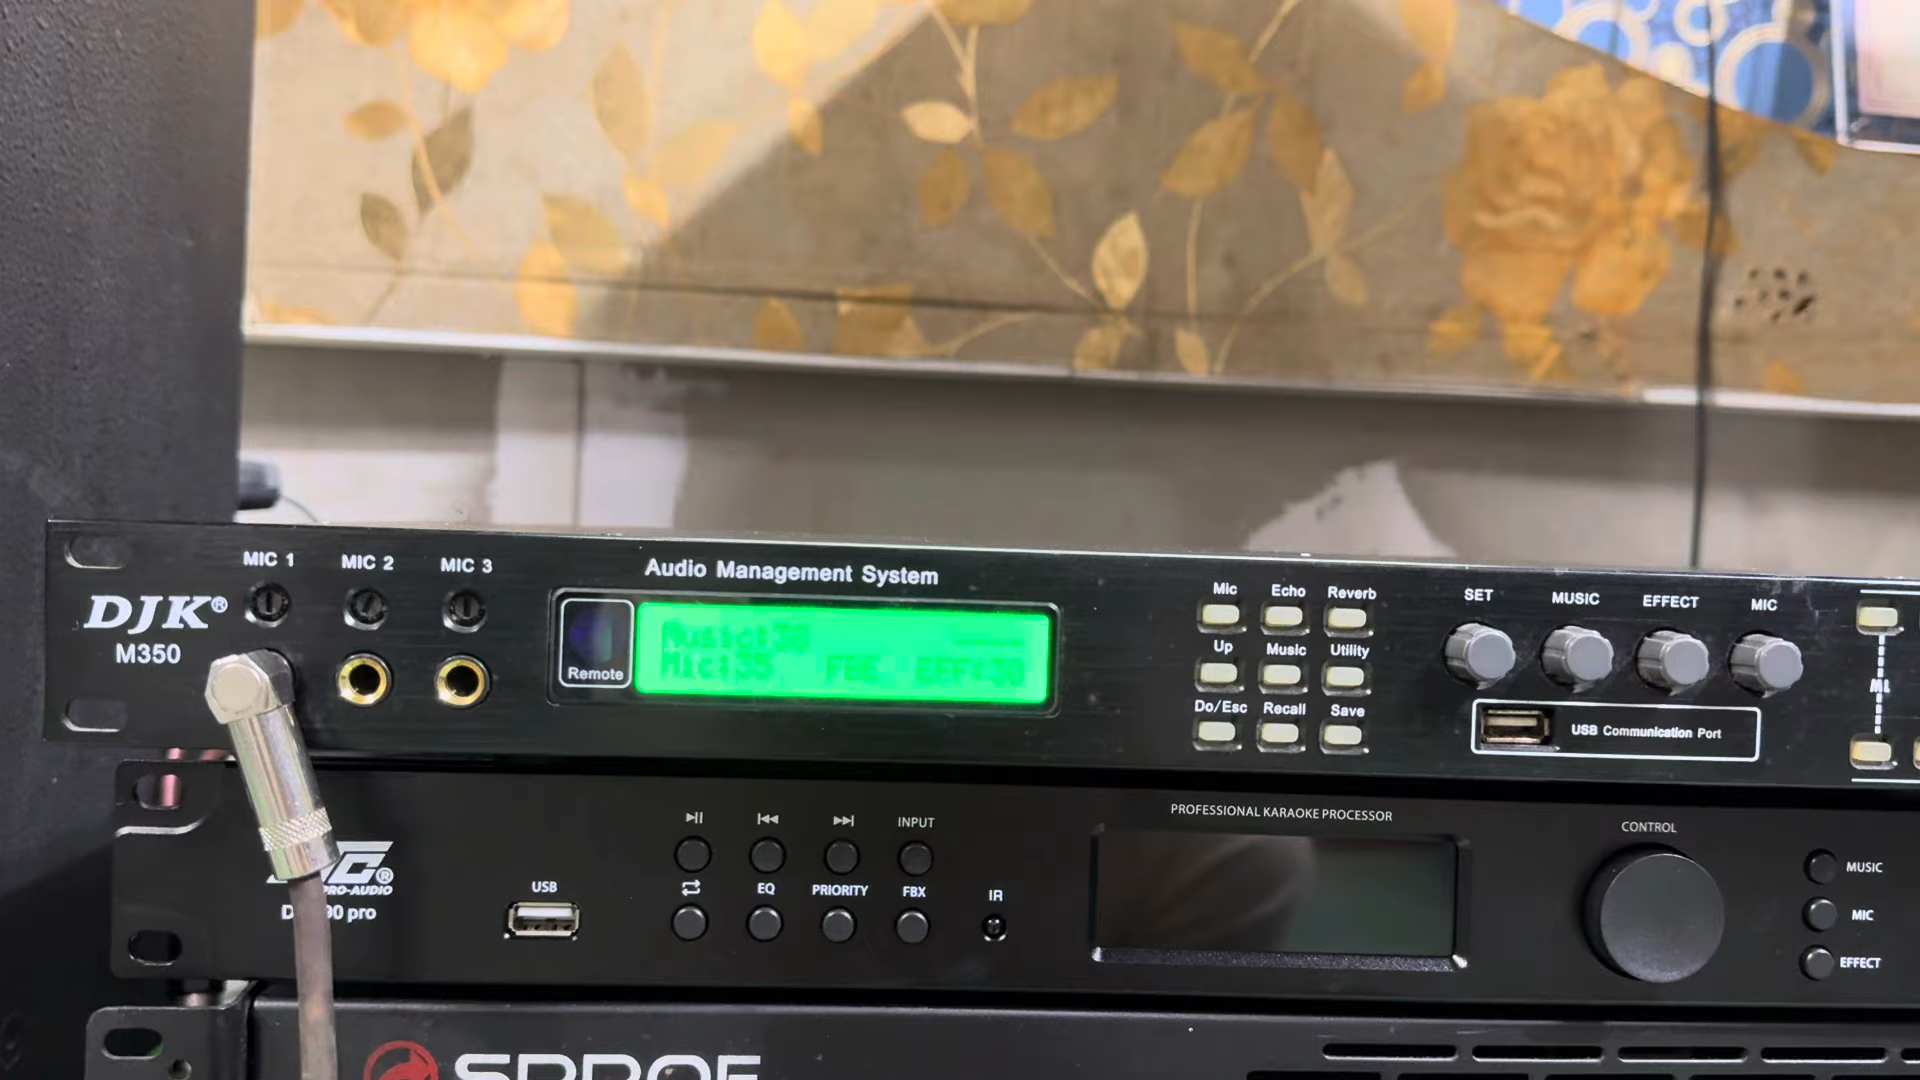 MIC 1 MIC 2 MIC 3
Audio Management System
DJK®
M350
Remote
Music:38
Mic:35 FBE EFF:30
Mic Echo Reverb
Up Music Utility
Do/Esc Recall Save
SET MUSIC EFFECT MIC
USB Communication Port
PROFESSIONAL KARAOKE PROCESSOR
INPUT
CONTROL
USB
EQ PRIORITY FBX
IR
PRO-AUDIO
90 pro
MUSIC
MIC
EFFECT